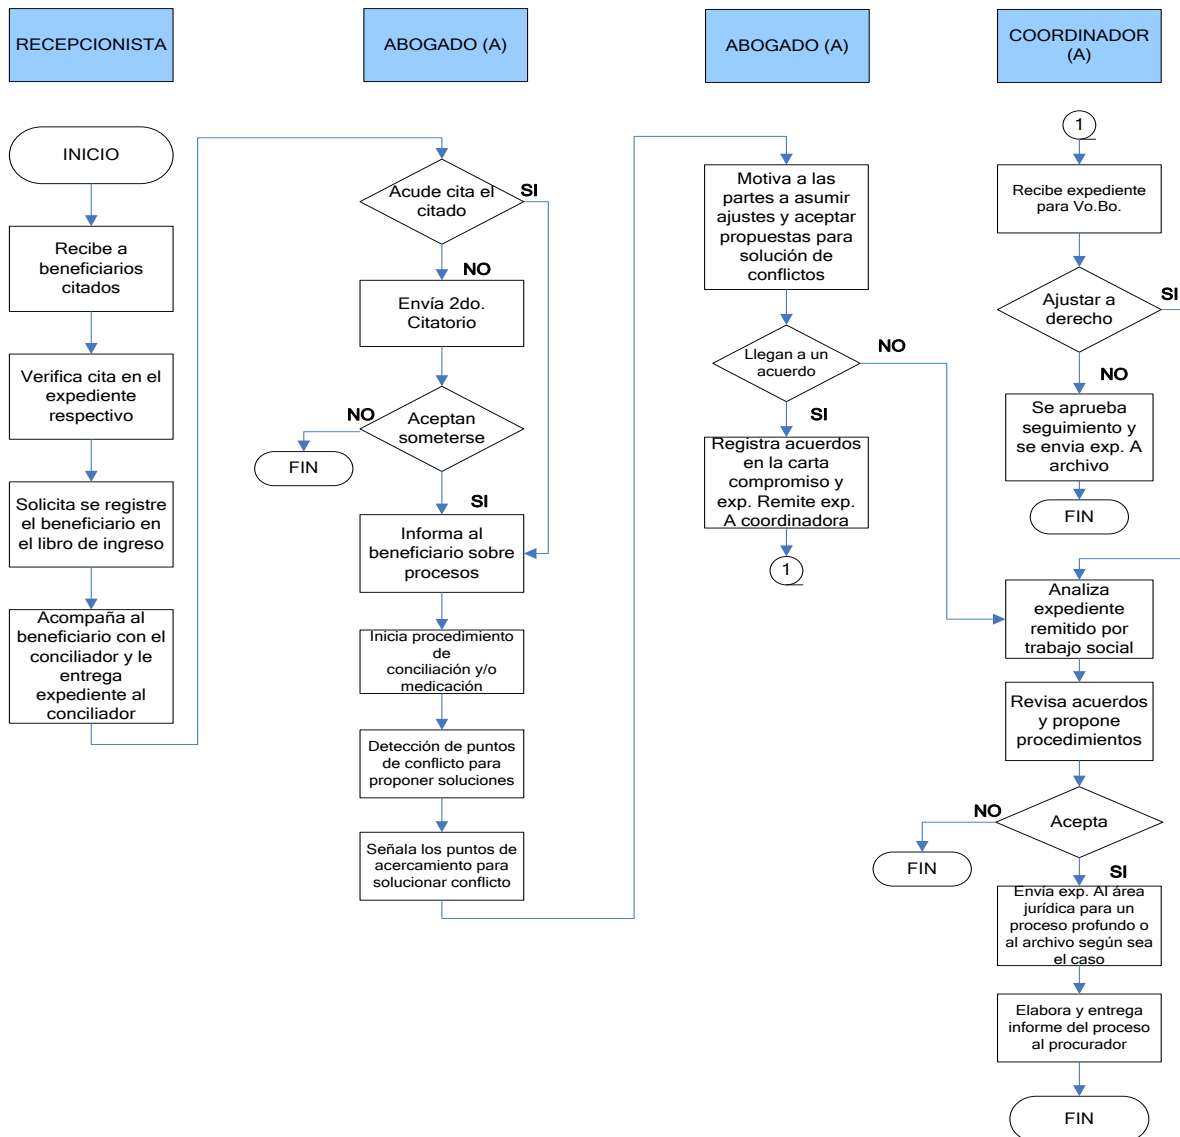 RECEPCIONISTA
INICIO
Recibe a
beneficiarios
citados
Verifica cita en el
expediente
respectivo
Solicita se registre
el beneficiario en
el libro de ingreso
Acompaña al
beneficiario con el
conciliador y le
entrega
expediente al
conciliador
ABOGADO (A)
Acude cita el
citado
SI
NO
Envía 2do.
Citatorio
Aceptan
someterse
NO
FIN
SI
Informa al
beneficiario sobre
procesos
Inicia procedimiento
de
conciliación y/o
medicación
Detección de puntos
de conflicto para
proponer soluciones
Señala los puntos de
acercamiento para
solucionar conflicto
ABOGADO (A)
Motiva a las
partes a asumir
ajustes y aceptar
propuestas para
solución de
conflictos
Llegan a un
acuerdo
NO
SI
Registra acuerdos
en la carta
compromiso y
exp. Remite exp.
A coordinadora
1
COORDINADOR
(A)
1
Recibe expediente
para Vo.Bo.
Ajustar a
derecho
SI
NO
Se aprueba
seguimiento y
se envia exp. A
archivo
FIN
Analiza
expediente
remitido por
trabajo social
Revisa acuerdos
y propone
procedimientos
Acepta
NO
FIN
SI
Envía exp. Al área
jurídica para un
proceso profundo o
al archivo según sea
el caso
Elabora y entrega
informe del proceso
al procurador
FIN